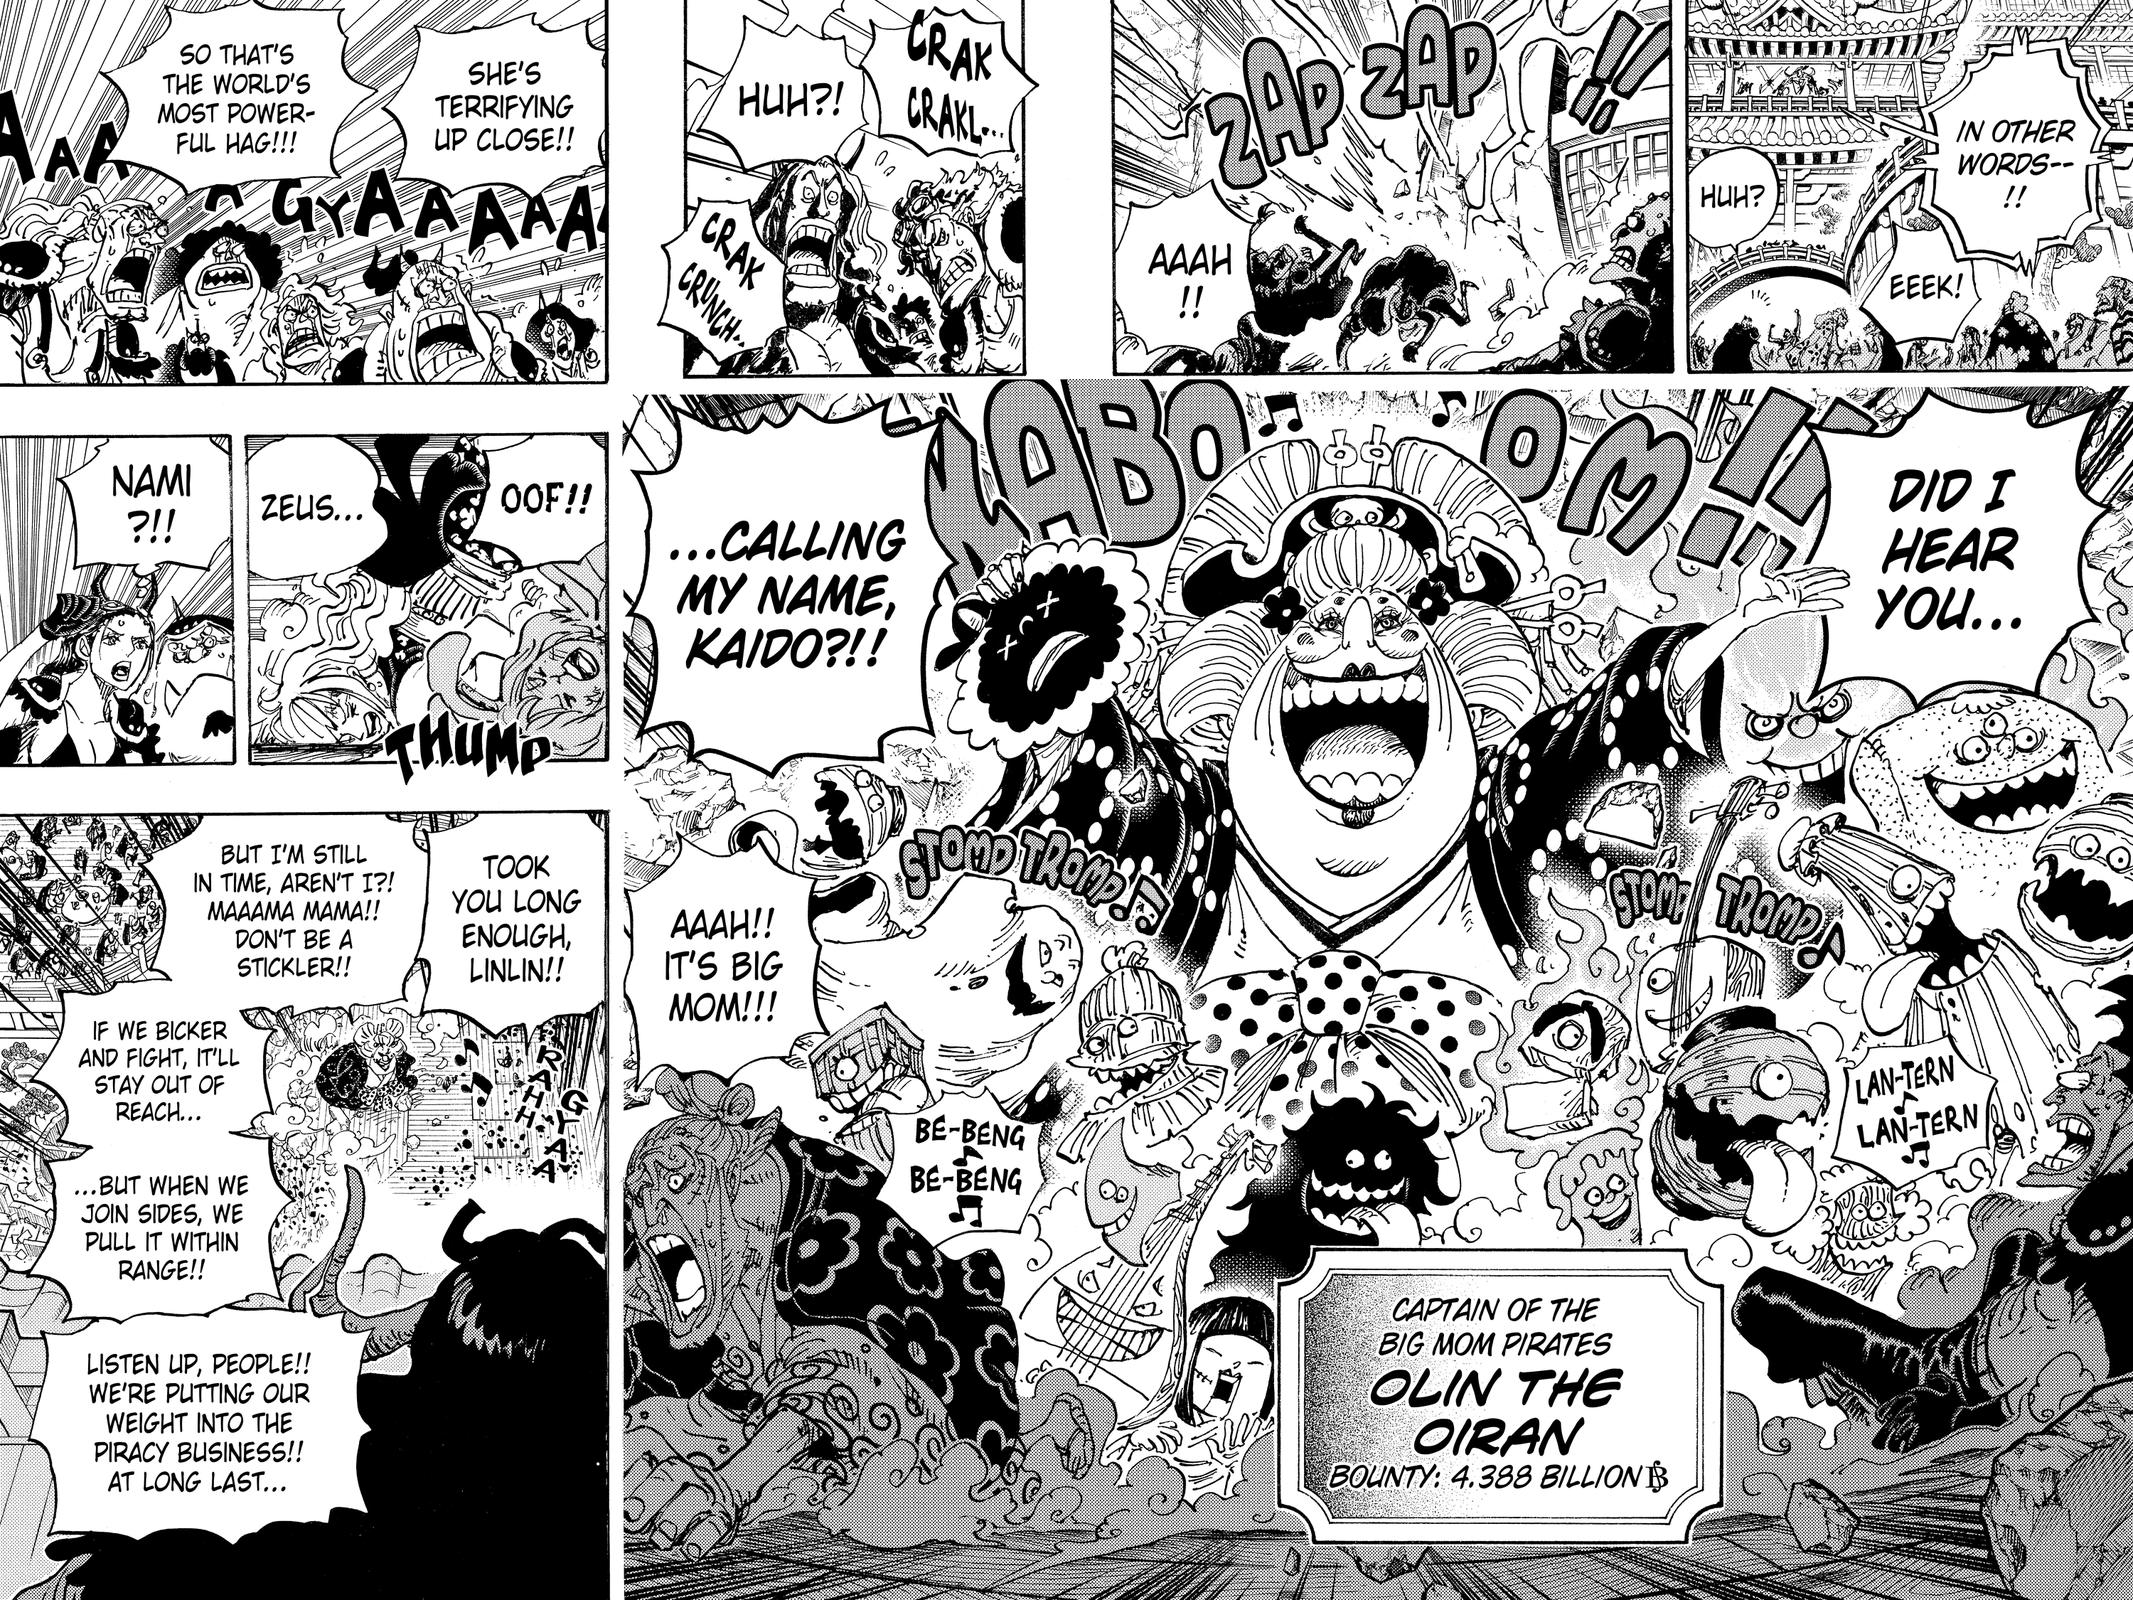 IN OTHER
WORDS--
!!
HUH?
EEEK!
ZAP ZAP
!!
AAAH
!!
CRAK
CRAKL...
HUH?!
CRAK
CRUNCH..
SHE'S
TERRIFYING
UP CLOSE!!
SO THAT'S
THE WORLD'S
MOST POWER-
FUL HAG!!!
GYAAAAAA
DID I
HEAR
YOU...
KABOOM!!
...CALLING
MY NAME,
KAIDO?!!
STOMP TROMP
STOMP TROMP
AAAH!!
IT'S BIG
MOM!!!
LAN-TERN
LAN-TERN
BE-BENG
BE-BENG
CAPTAIN OF THE
BIG MOM PIRATES
OLIN THE
OIRAN
BOUNTY: 4.388 BILLION฿
OOF!!
ZEUS...
THUMP
NAMI
?!!
TOOK
YOU LONG
ENOUGH,
LINLIN!!
BUT I'M STILL
IN TIME, AREN'T I?!
MAAAMA MAMA!!
DON'T BE A
STICKLER!!
GYAA
RAHH
IF WE BICKER
AND FIGHT, IT'LL
STAY OUT OF
REACH...
...BUT WHEN WE
JOIN SIDES, WE
PULL IT WITHIN
RANGE!!
LISTEN UP, PEOPLE!!
WE'RE PUTTING OUR
WEIGHT INTO THE
PIRACY BUSINESS!!
AT LONG LAST...